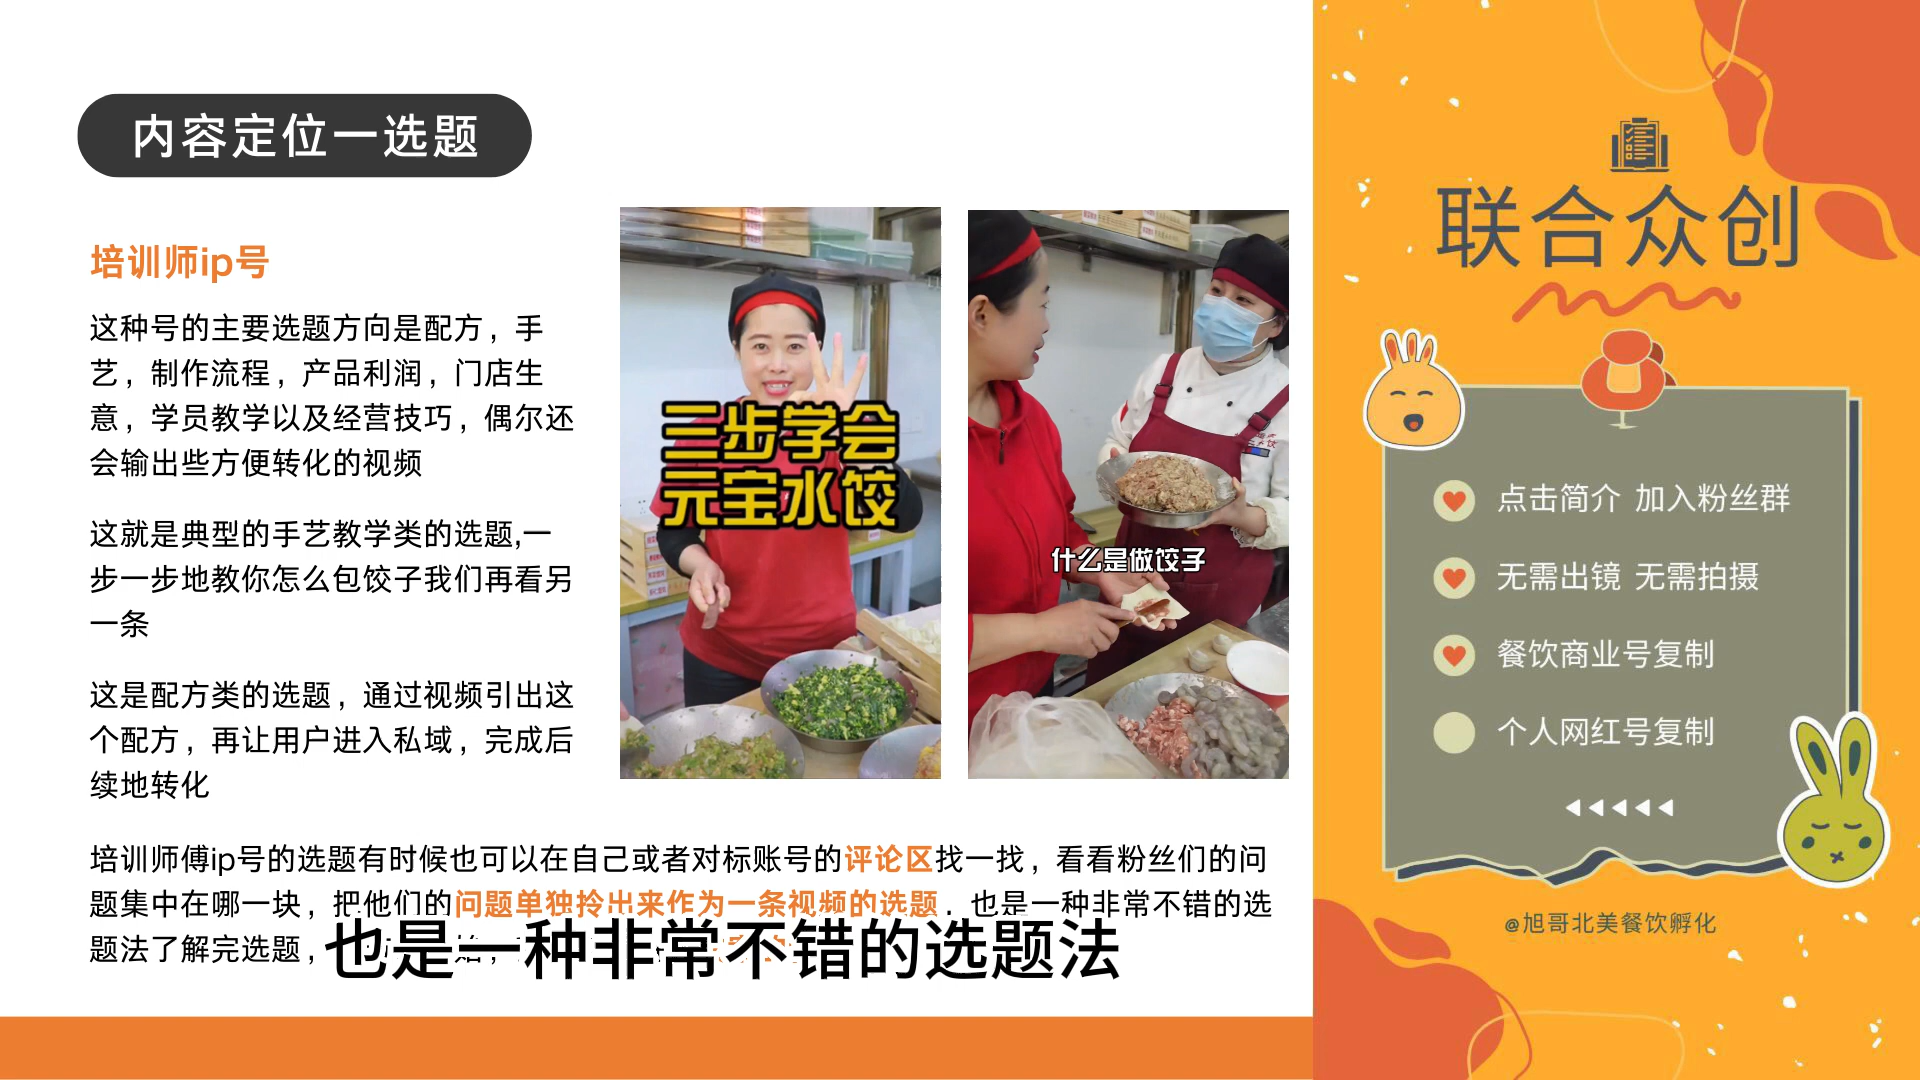 内容定位一选题
培训师ip号
这种号的主要选题方向是配方，手
艺，制作流程，产品利润，门店生
意，学员教学以及经营技巧，偶尔还
会输出些方便转化的视频
这就是典型的手艺教学类的选题,一
步一步地教你怎么包饺子我们再看另
一条
这是配方类的选题，通过视频引出这
个配方，再让用户进入私域，完成后
续地转化
三步学会
元宝水饺
什么是做饺子
培训师傅ip号的选题有时候也可以在自己或者对标账号的评论区找一找，看看粉丝们的问
题集中在哪一块，把他们的问题单独拎出来作为一条视频的选题，也是一种非常不错的选
题法了解完选题，
也是一种非常不错的选题法
联合众创
点击简介 加入粉丝群
无需出镜 无需拍摄
餐饮商业号复制
个人网红号复制
@旭哥北美餐饮孵化